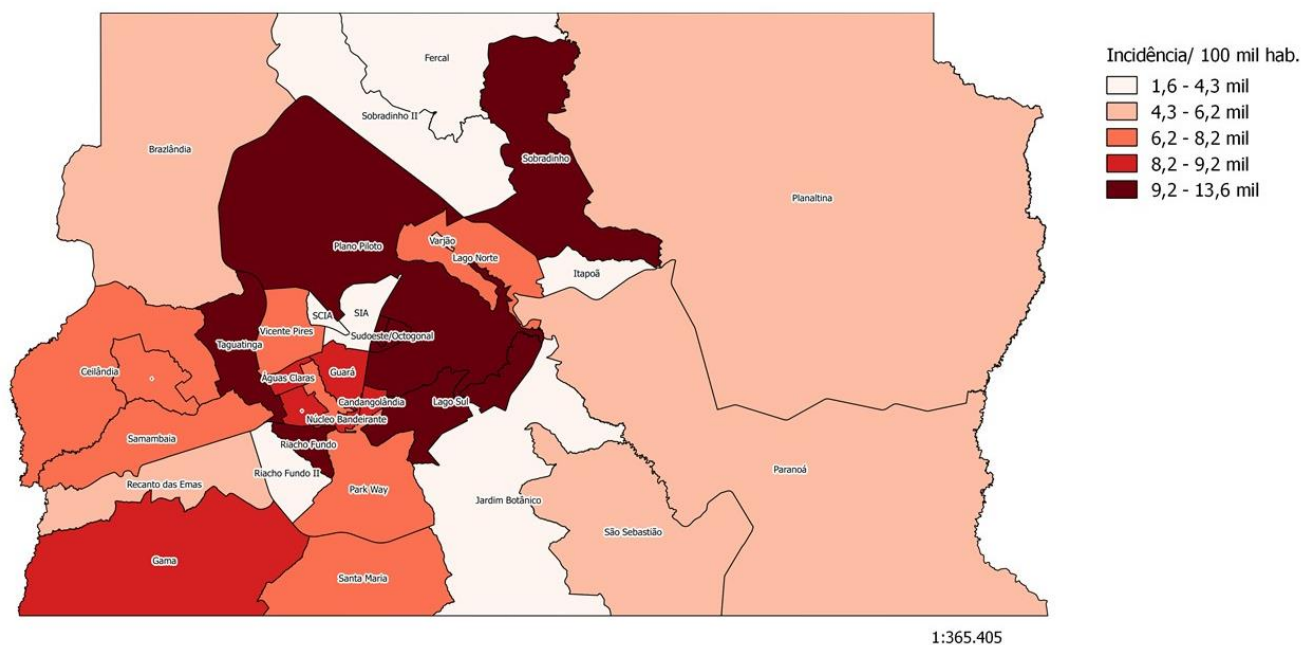 Incidência/ 100 mil hab.
1,6 - 4,3 mil
4,3 - 6,2 mil
6,2 - 8,2 mil
8,2 - 9,2 mil
9,2 - 13,6 mil
Fercal
Sobradinho II
Brazlândia
Sobradinho
Planaltina
Plano Piloto
Varjão
Lago Norte
Itapoã
SCIA
SIA
Vicente Pires
Sudoeste/Octogonal
Taguatinga
Ceilândia
Águas Claras
Guará
Candangolândia
Lago Sul
Núcleo Bandeirante
Samambaia
Riacho Fundo
Riacho Fundo II
Paranoá
Recanto das Emas
Park Way
Jardim Botânico
São Sebastião
Gama
Santa Maria
1:365.405